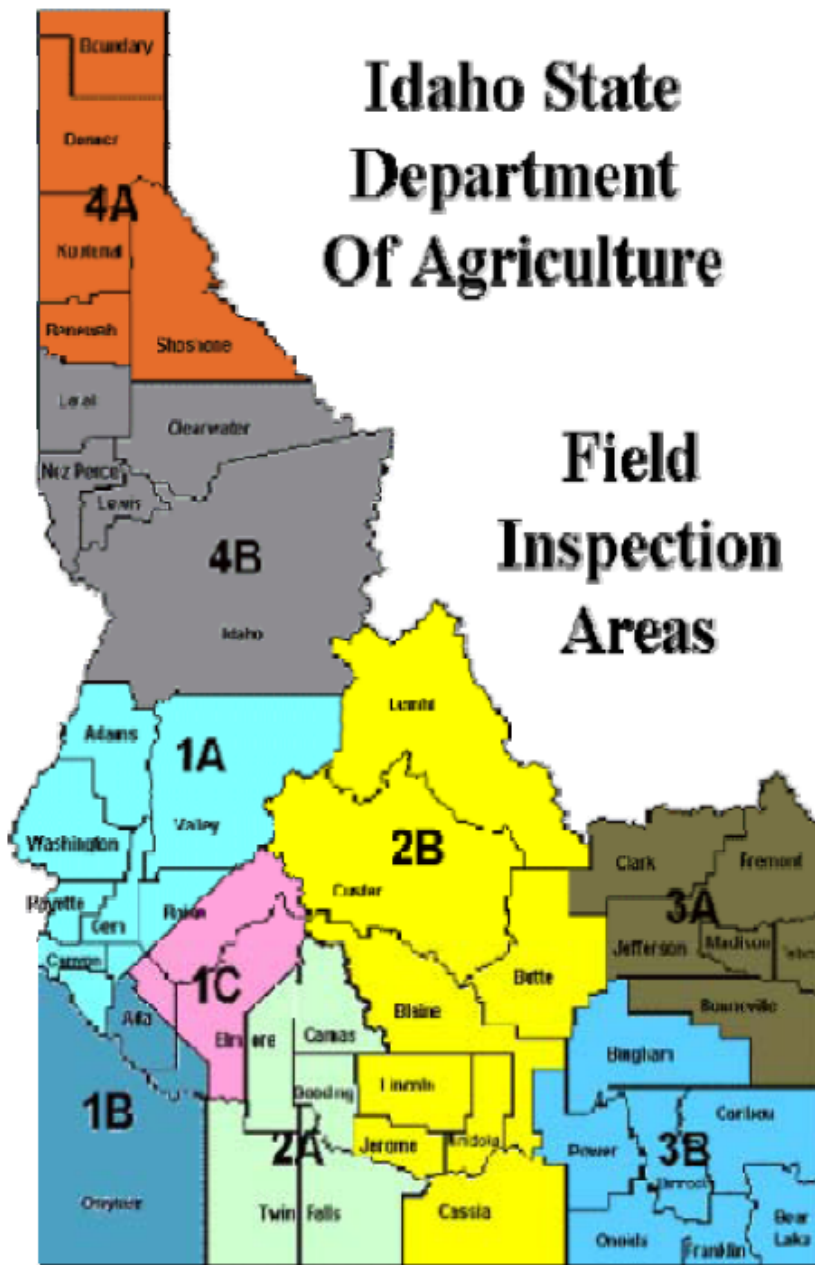 Idaho State
Department
Of Agriculture
Field
Inspection
Areas
Boundary
4A
Kootenai
Benewah
Shoshone
Clearwater
Nez Perce
Lewis
4B
Idaho
Lemhi
Adams
1A
Washington
Valley
2B
Clark
Fremont
Custer
Payette
Boise
Gem
3A
Canyon
Jefferson
Madison
1C
Butte
Ada
Blaine
Bonneville
Elmore
Camas
Bingham
Gooding
Lincoln
1B
Caribou
Jerome
Minidoka
2A
Power
3B
Owyhee
Twin Falls
Cassia
Oneida
Franklin
Bear
Lake